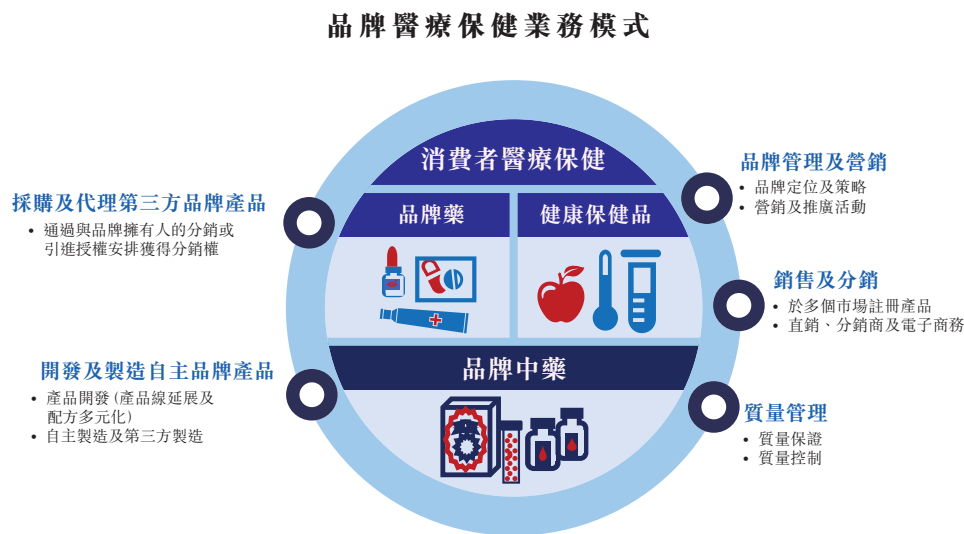 品牌醫療保健業務模式
消費者醫療保健
品牌藥
健康保健品
品牌中藥
採購及代理第三方品牌產品
• 通過與品牌擁有人的分銷或
引進授權安排獲得分銷權
開發及製造自主品牌產品
• 產品開發 (產品線延展及
配方多元化)
• 自主製造及第三方製造
品牌管理及營銷
• 品牌定位及策略
• 營銷及推廣活動
銷售及分銷
• 於多個市場註冊產品
• 直銷、分銷商及電子商務
質量管理
• 質量保證
• 質量控制